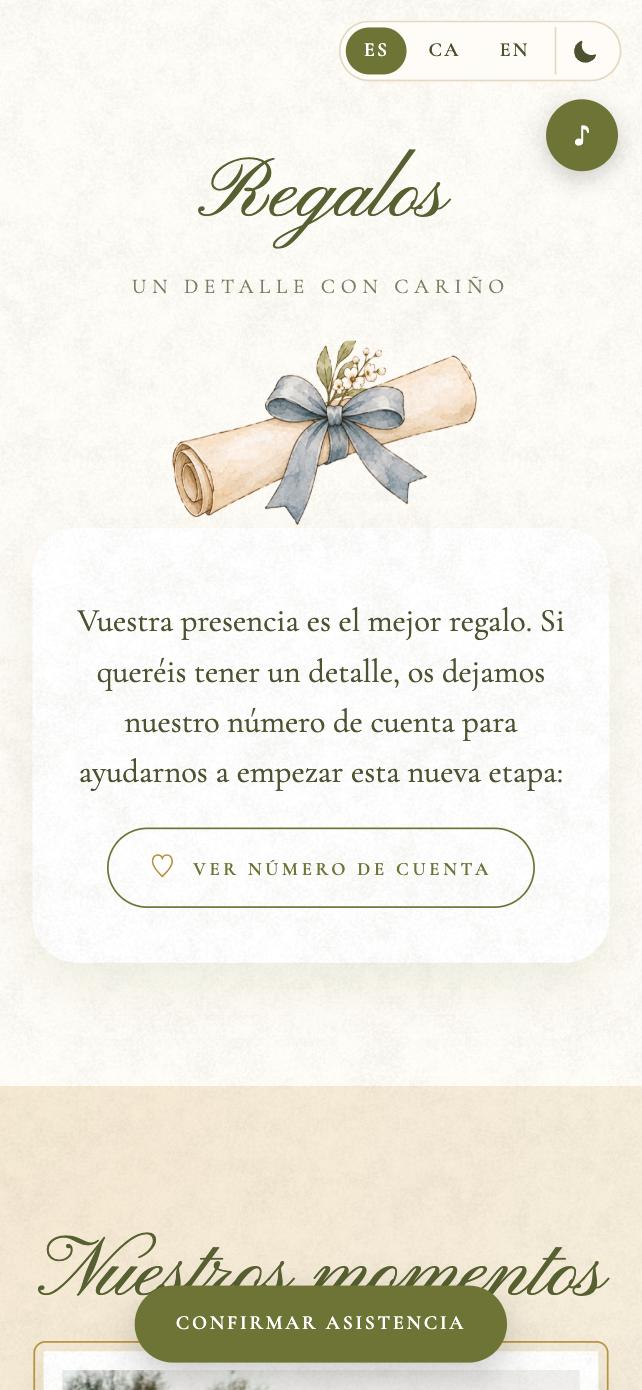 ES CA EN
Regalos
UN DETALLE CON CARIÑO
Vuestra presencia es el mejor regalo. Si
queréis tener un detalle, os dejamos
nuestro número de cuenta para
ayudarnos a empezar esta nueva etapa:
VER NÚMERO DE CUENTA
Nuestros momentos
CONFIRMAR ASISTENCIA